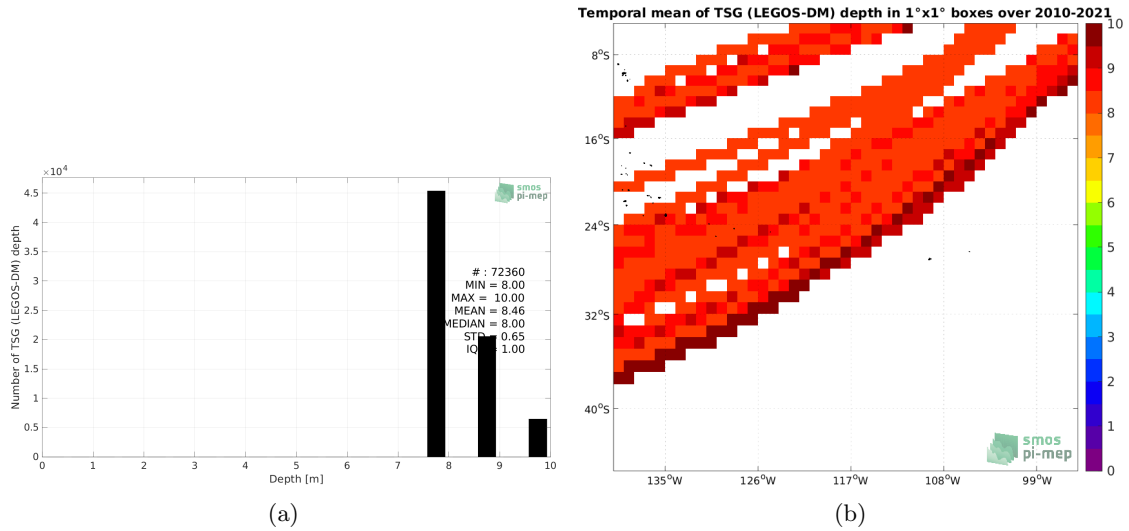 ×10⁴
4.5
4
3.5
3
2.5
2
1.5
1
0.5
0
Number of TSG (LEGOS-DM) depth
smos
pi-mep
# : 72360
MIN = 8.00
MAX = 10.00
MEAN = 8.46
MEDIAN = 8.00
STD = 0.65
IQR = 1.00
0 1 2 3 4 5 6 7 8 9 10
Depth [m]
(a)
Temporal mean of TSG (LEGOS-DM) depth in 1°x1° boxes over 2010-2021
8°S
16°S
24°S
32°S
40°S
135°W 126°W 117°W 108°W 99°W
smos
pi-mep
10
9
8
7
6
5
4
3
2
1
0
(b)